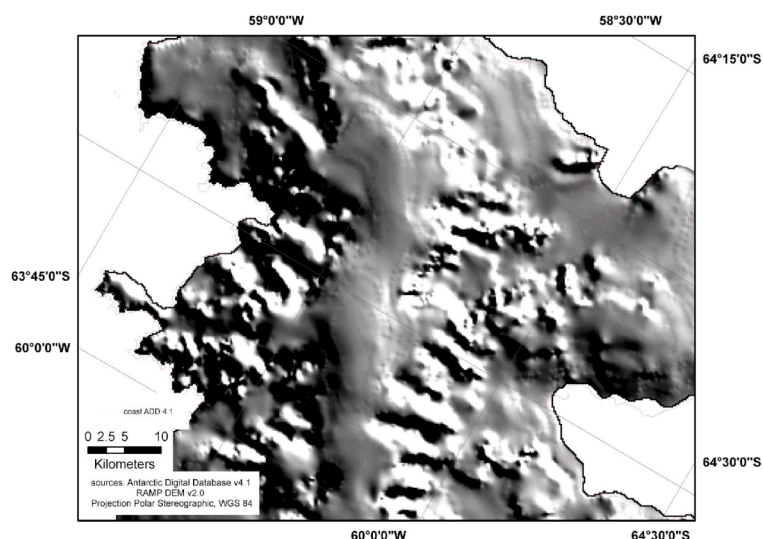 59°0'0"W
58°30'0"W
64°15'0"S
63°45'0"S
60°0'0"W
coast ADD 4.1
0 2.5 5 10
Kilometers
sources: Antarctic Digital Database v4.1
RAMP DEM v2.0
Projection Polar Stereographic, WGS 84
64°30'0"S
60°0'0"W
64°30'0"S